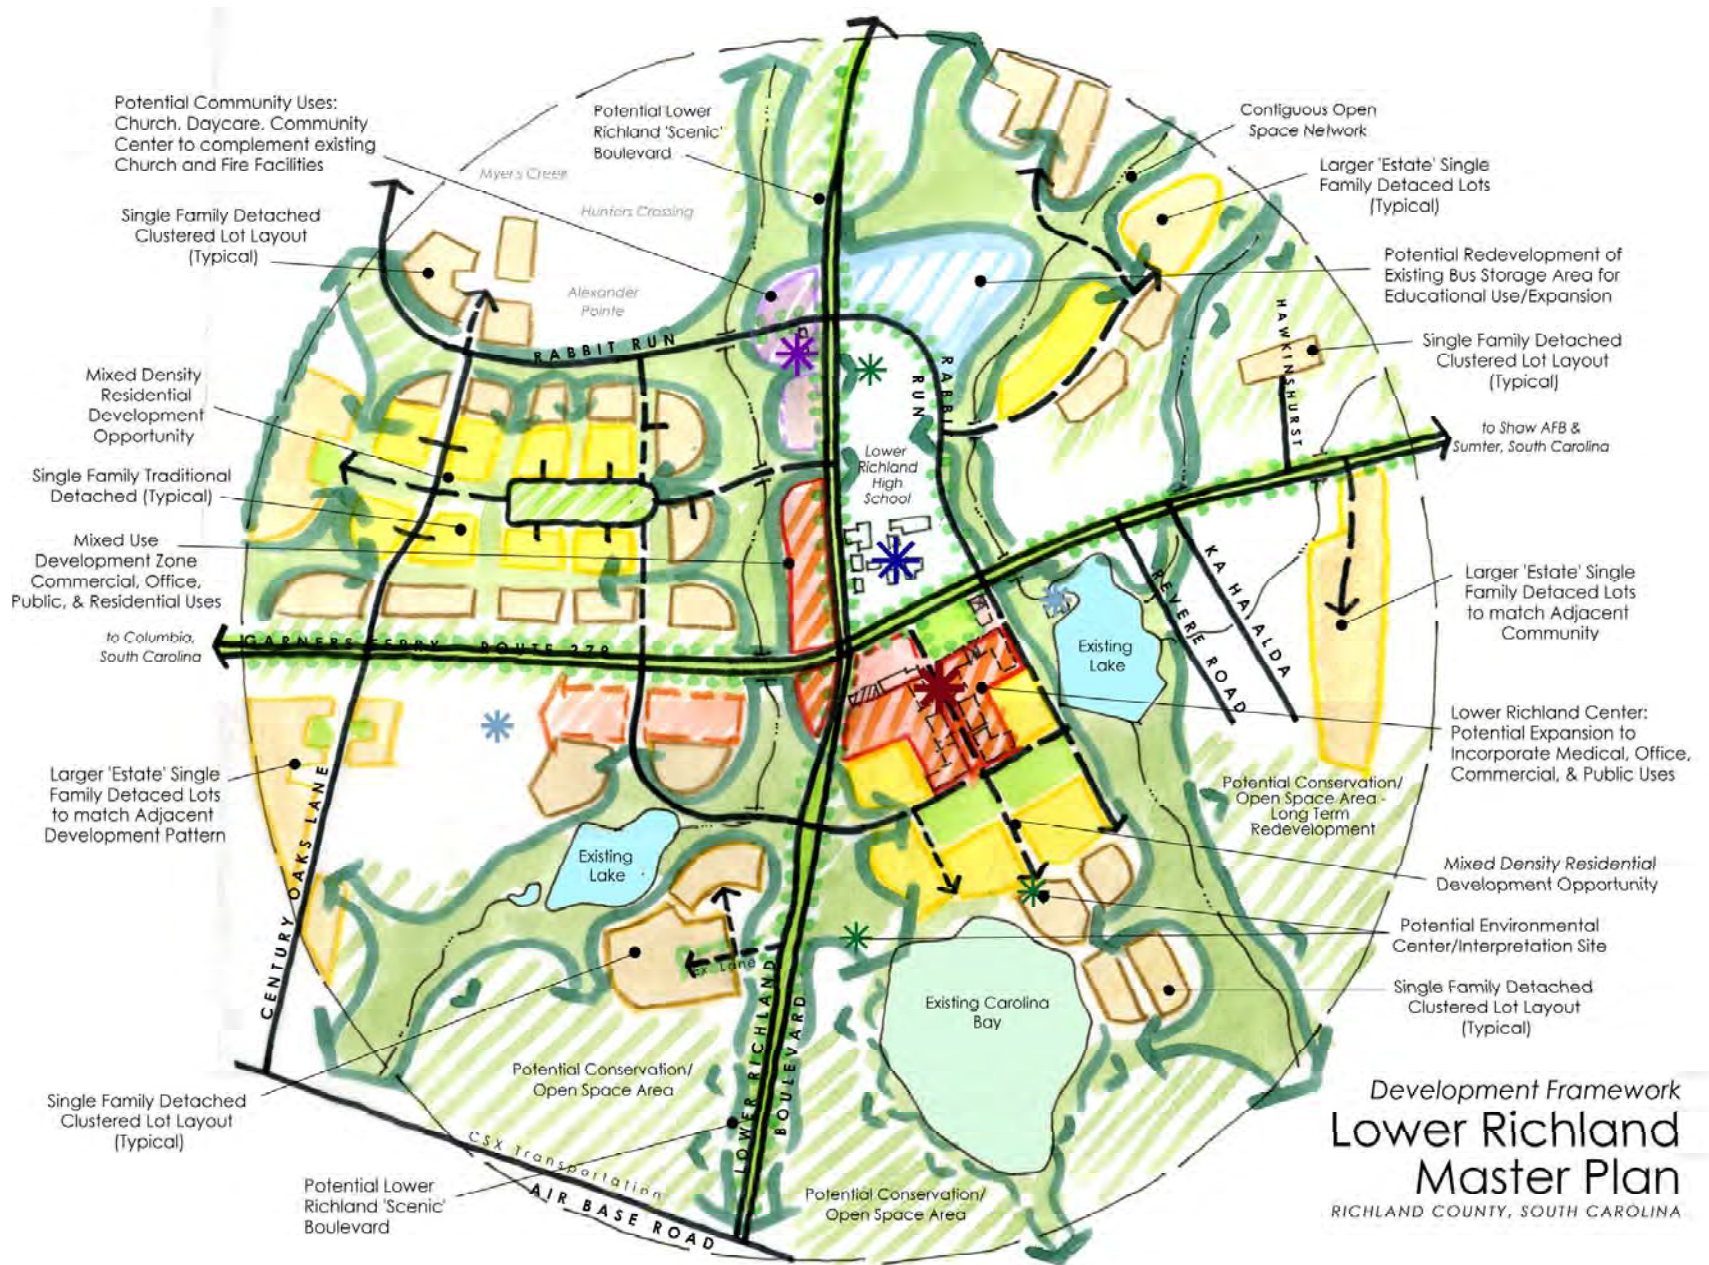 Potential Community Uses:
Church, Daycare, Community
Center to complement existing
Church and Fire Facilities
Potential Lower
Richland 'Scenic'
Boulevard
Contiguous Open
Space Network
Larger 'Estate' Single
Family Detaced Lots
(Typical)
Myers Creek
Hunters Crossing
Alexander
Pointe
Single Family Detached
Clustered Lot Layout
(Typical)
Potential Redevelopment of
Existing Bus Storage Area for
Educational Use/Expansion
HAWKINSHURST
Single Family Detached
Clustered Lot Layout
(Typical)
RABBIT RUN
RABBIT
RUN
Mixed Density
Residential
Development
Opportunity
to Shaw AFB &
Sumter, South Carolina
Lower
Richland
High
School
Single Family Traditional
Detached (Typical)
Mixed Use
Development Zone
Commercial, Office,
Public, & Residential Uses
KA HAI ALDA
REVERE ROAD
Larger 'Estate' Single
Family Detaced Lots
to match Adjacent
Community
to Columbia,
South Carolina
GARNERS FERRY ROUTE 378
Existing
Lake
Lower Richland Center:
Potential Expansion to
Incorporate Medical, Office,
Commercial, & Public Uses
Larger 'Estate' Single
Family Detaced Lots
to match Adjacent
Development Pattern
Potential Conservation/
Open Space Area -
Long Term
Redevelopment
CENTURY OAKS LANE
Existing
Lake
Mixed Density Residential
Development Opportunity
Potential Environmental
Center/Interpretation Site
Lane
Single Family Detached
Clustered Lot Layout
(Typical)
Existing Carolina
Bay
LOWER RICHLAND
BOULEVARD
Potential Conservation/
Open Space Area
Single Family Detached
Clustered Lot Layout
(Typical)
CSX Transportation
AIR BASE ROAD
Potential Lower
Richland 'Scenic'
Boulevard
Potential Conservation/
Open Space Area
Development Framework
Lower Richland
Master Plan
RICHLAND COUNTY, SOUTH CAROLINA